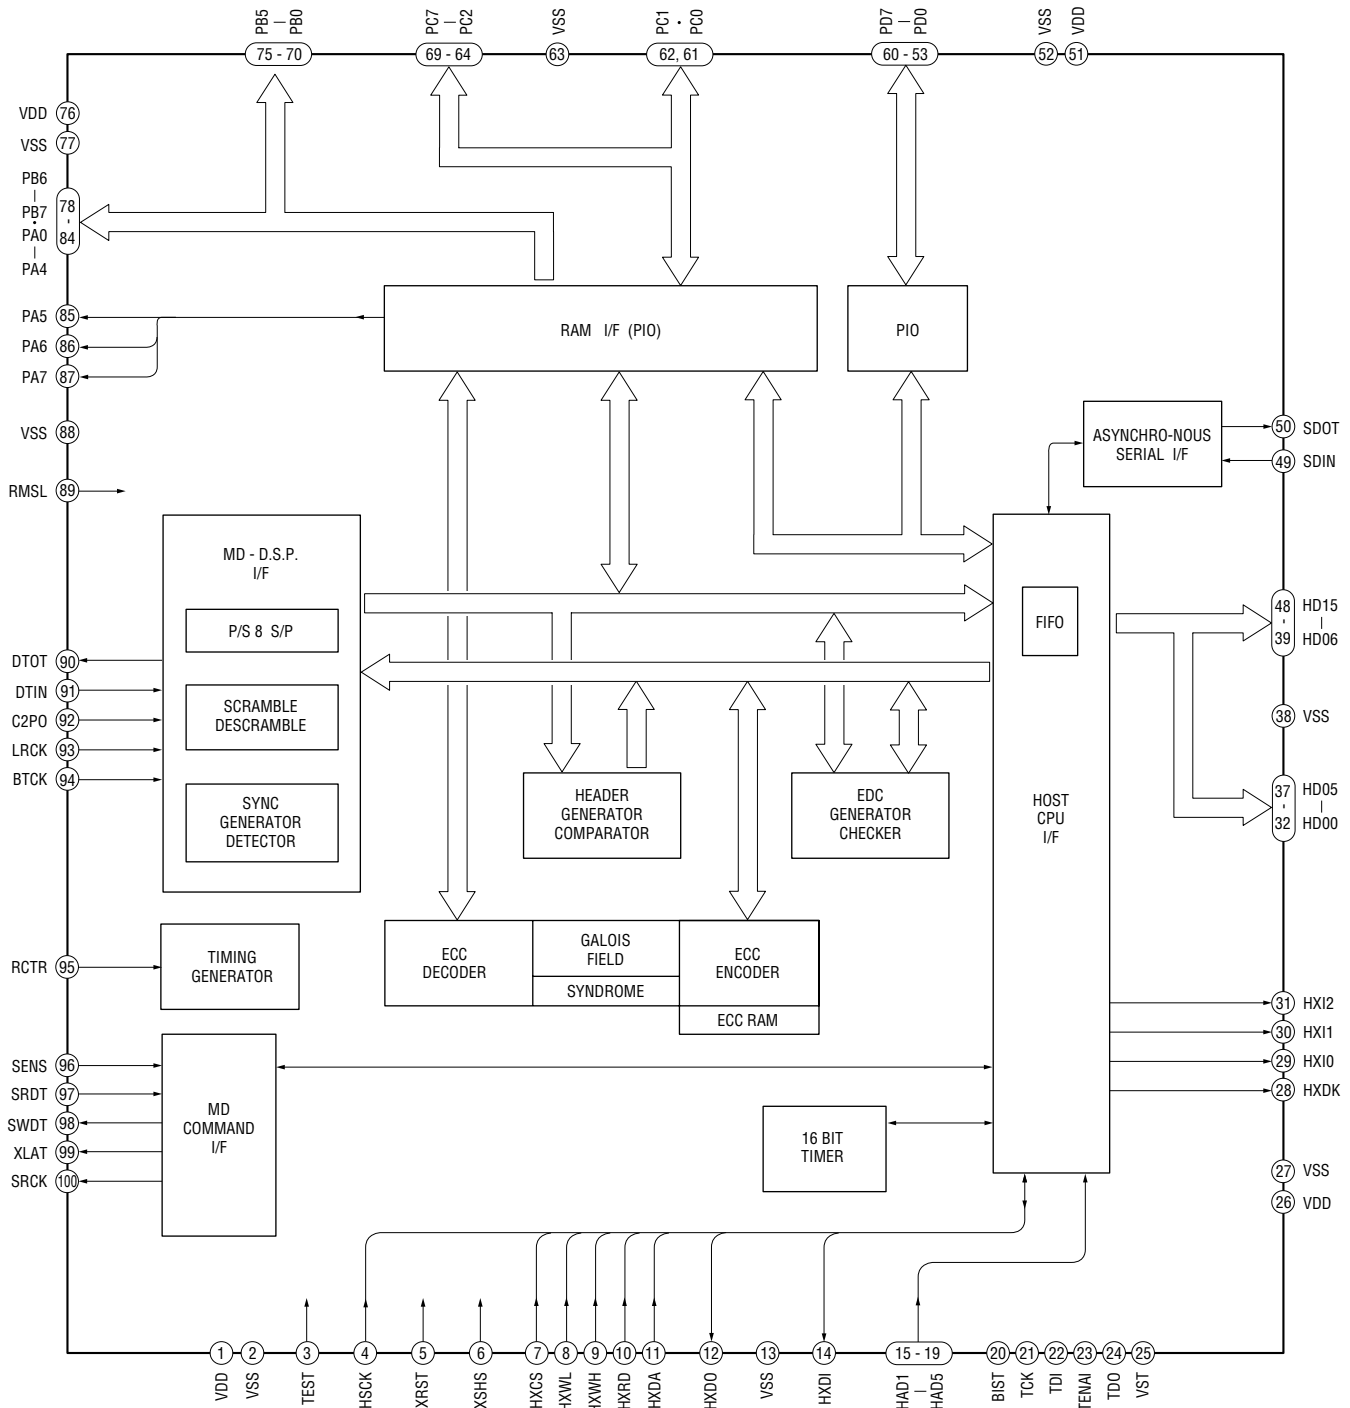 PB5
|
PB0
PC7
|
PC2
VSS
PC1
•
PC0
PD7
|
PD0
VSS
VDD
75 - 70
69 - 64
63
62, 61
60 - 53
52
51
VDD 76
VSS 77
PB6
|
PB7
•
PA0
|
PA4
78
-
84
PA5 85
PA6 86
PA7 87
VSS 88
RMSL 89
RAM I/F (PIO)
PIO
ASYNCHRO-NOUS
SERIAL I/F
50 SDOT
49 SDIN
MD - D.S.P.
I/F
P/S 8 S/P
SCRAMBLE
DESCRAMBLE
SYNC
GENERATOR
DETECTOR
DTOT 90
DTIN 91
C2PO 92
LRCK 93
BTCK 94
HEADER
GENERATOR
COMPARATOR
EDC
GENERATOR
CHECKER
FIFO
HOST
CPU
I/F
48
-
39
HD15
|
HD06
38 VSS
37
-
32
HD05
|
HD00
RCTR 95
TIMING
GENERATOR
ECC
DECODER
GALOIS
FIELD
SYNDROME
ECC
ENCODER
ECC RAM
31 HXI2
30 HXI1
29 HXI0
28 HXDK
27 VSS
26 VDD
SENS 96
SRDT 97
SWDT 98
XLAT 99
SRCK 100
MD
COMMAND
I/F
16 BIT
TIMER
1
2
3
4
5
6
7
8
9
10
11
12
13
14
15 - 19
20
21
22
23
24
25
VDD
VSS
TEST
HSCK
XRST
XSHS
HXCS
HXWL
HXWH
HXRD
HXDA
HXDO
VSS
HXDI
HAD1
|
HAD5
BIST
TCK
TDI
TENAI
TDO
VST